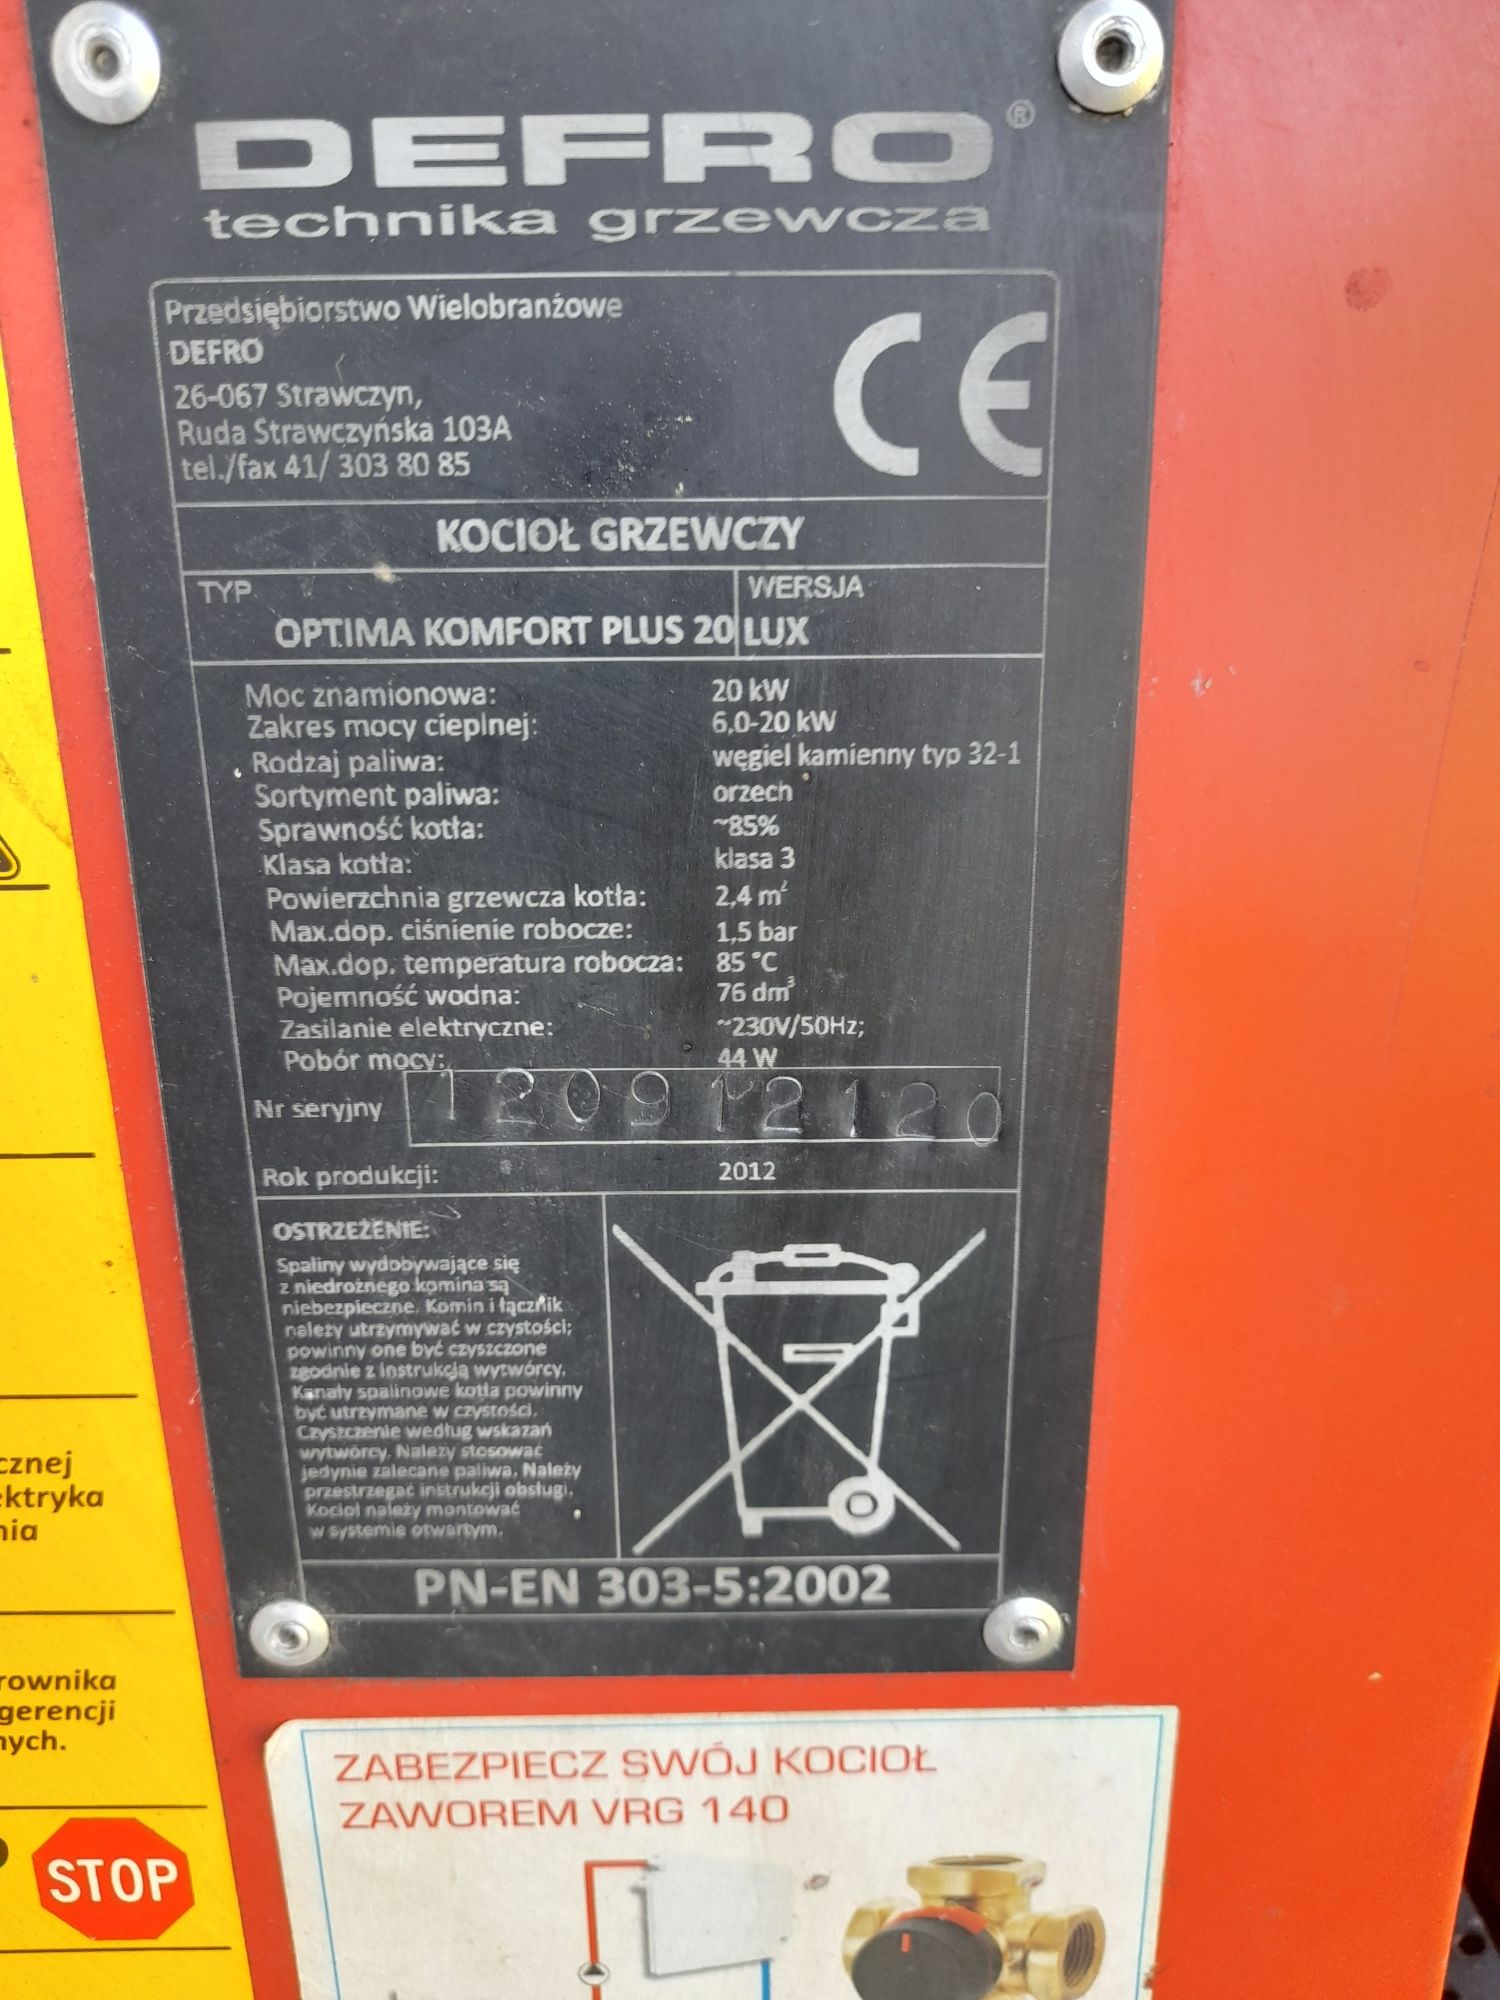 DEFRO®
technika grzewcza
Przedsiębiorstwo Wielobranżowe
DEFRO
26-067 Strawczyn,
Ruda Strawczyńska 103A
tel./fax 41/ 303 80 85
CE
KOCIOŁ GRZEWCZY
TYP WERSJA
OPTIMA KOMFORT PLUS 20 LUX
Moc znamionowa: 20 kW
Zakres mocy cieplnej: 6,0-20 kW
Rodzaj paliwa: węgiel kamienny typ 32-1
Sortyment paliwa: orzech
Sprawność kotła: ~85%
Klasa kotła: klasa 3
Powierzchnia grzewcza kotła: 2,4 m²
Max.dop. ciśnienie robocze: 1,5 bar
Max.dop. temperatura robocza: 85 °C
Pojemność wodna: 76 dm³
Zasilanie elektryczne: ~230V/50Hz;
Pobór mocy: 44 W
Nr seryjny 120912120
Rok produkcji: 2012
OSTRZEŻENIE:
Spaliny wydobywające się
z niedrożnego komina są
niebezpieczne. Komin i łącznik
należy utrzymywać w czystości;
powinny one być czyszczone
zgodnie z instrukcją wytwórcy.
Kanały spalinowe kotła powinny
być utrzymane w czystości.
Czyszczenie według wskazań
wytwórcy. Należy stosować
jedynie zalecane paliwa. Należy
przestrzegać instrukcji obsługi.
Kocioł należy montować
w systemie otwartym.
PN-EN 303-5:2002
cznej
ektryka
nia
rownika
gerencji
nych.
STOP
ZABEZPIECZ SWÓJ KOCIOŁ
ZAWOREM VRG 140